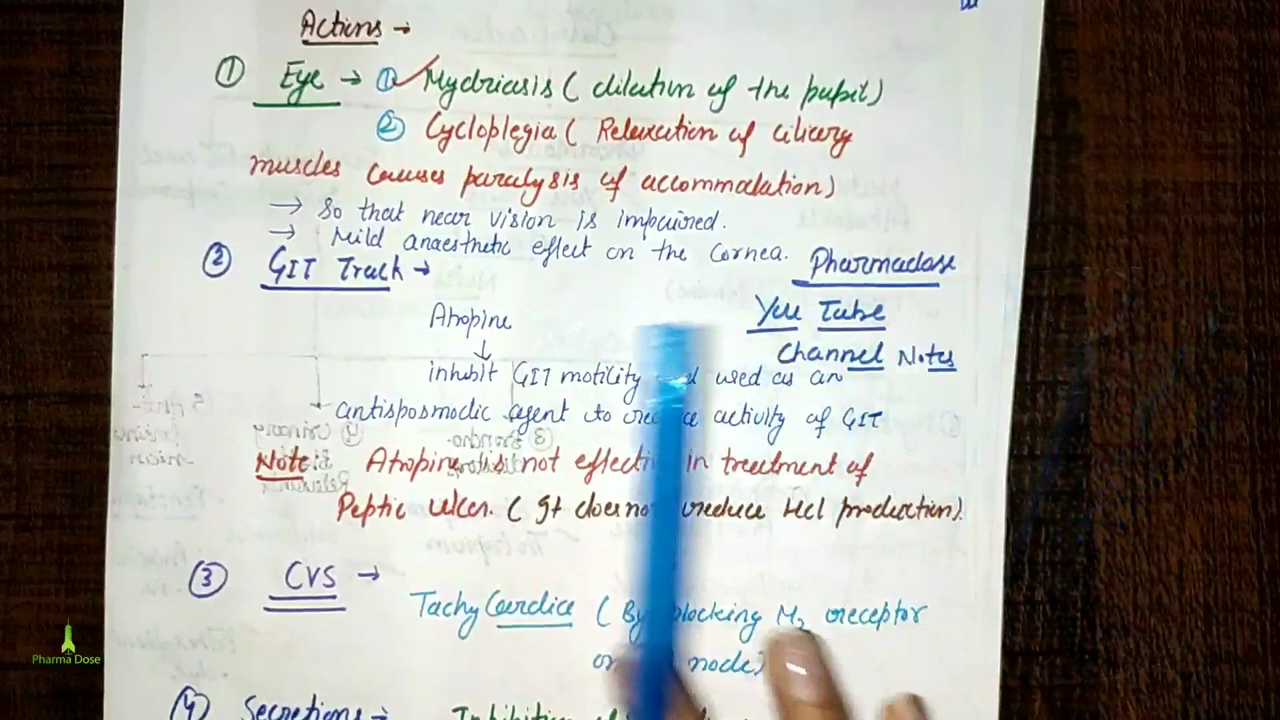 Actions →
① Eye → ① Mydriasis ( dilation of the pupil)
② Cycloplegia ( Relaxation of ciliary
muscles causes paralysis of accommodation)
→ So that near vision is impaired.
→ Mild anaesthetic effect on the Cornea.
② GIT Track →
Pharmadose
You Tube
Channel Notes
Atropine
↓
inhibit GIT motility used as an
antispasmodic agent to activity of GIT
Note: Atropine is not effective in treatment of
Peptic ulcer. ( It does reduce Hcl production).
③ CVS →
TachyCardice ( By blocking M2 receptor
node)
④ Secretions →
Inhibition
Pharma Dose